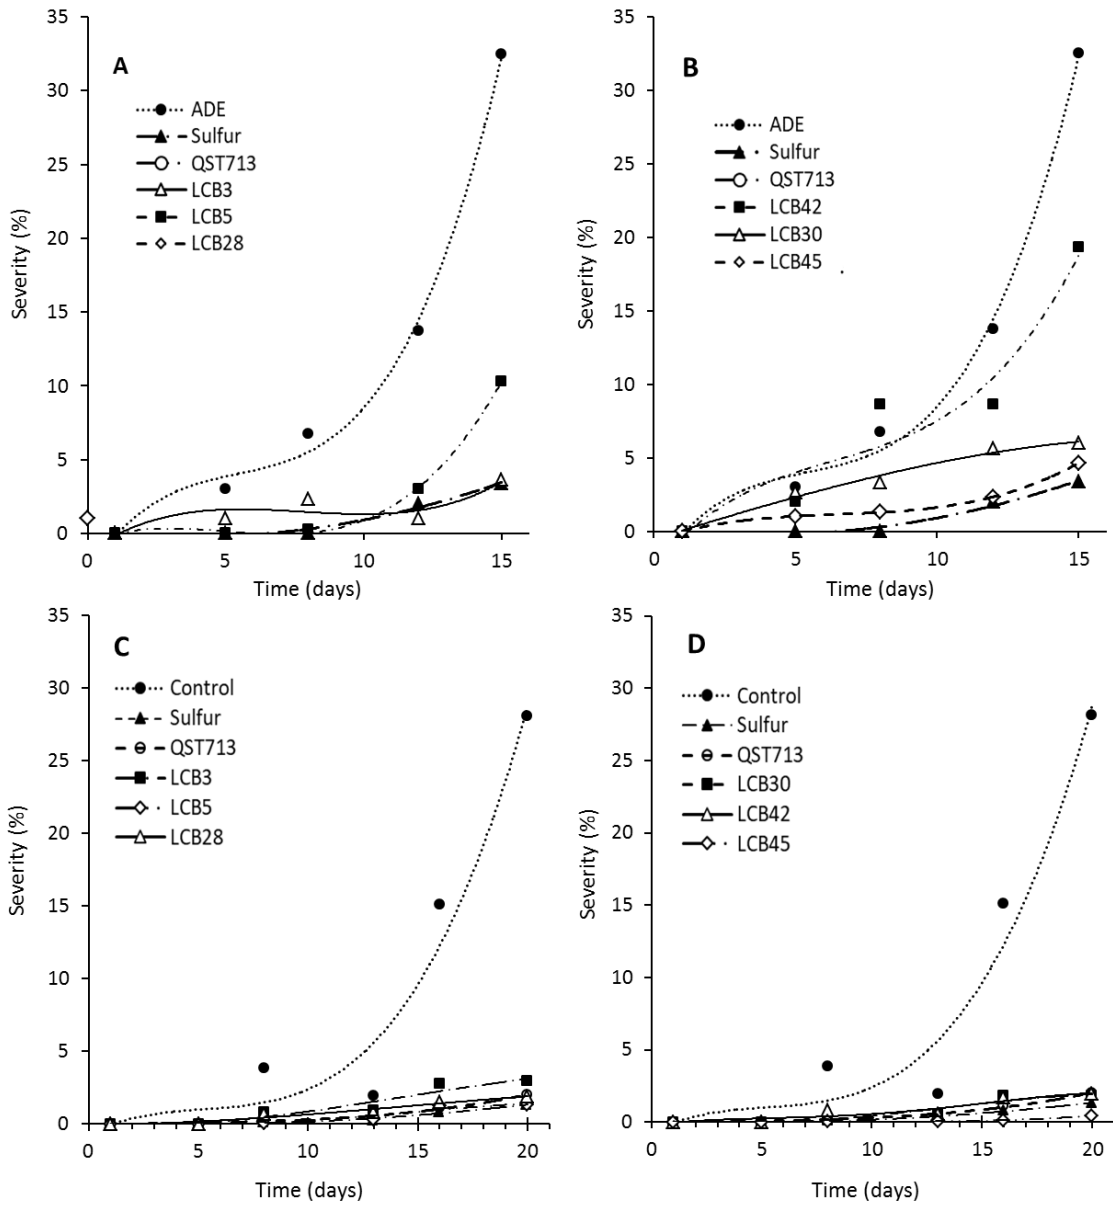 A
35
30
25
20
15
10
5
0
Severity (%)
ADE
Sulfur
QST713
LCB3
LCB5
LCB28
0 5 10 15
Time (days)
B
35
30
25
20
15
10
5
0
Severity (%)
ADE
Sulfur
QST713
LCB42
LCB30
LCB45
0 5 10 15
Time (days)
C
35
30
25
20
15
10
5
0
Severity (%)
Control
Sulfur
QST713
LCB3
LCB5
LCB28
0 5 10 15 20
Time (days)
D
35
30
25
20
15
10
5
0
Severity (%)
Control
Sulfur
QST713
LCB30
LCB42
LCB45
0 5 10 15 20
Time (days)